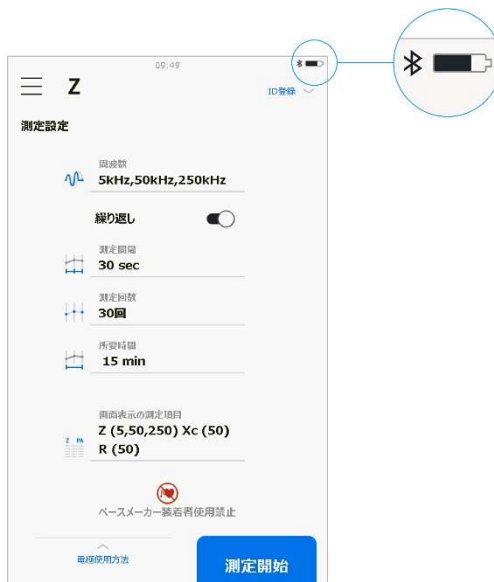 09:49
Z
ID登録
測定設定
周波数
5kHz,50kHz,250kHz
繰り返し
測定間隔
30 sec
測定回数
30回
所要時間
15 min
画面表示の測定項目
Z PA
Z (5,50,250) Xc (50)
R (50)
ペースメーカー装着者使用禁止
電極使用方法
測定開始